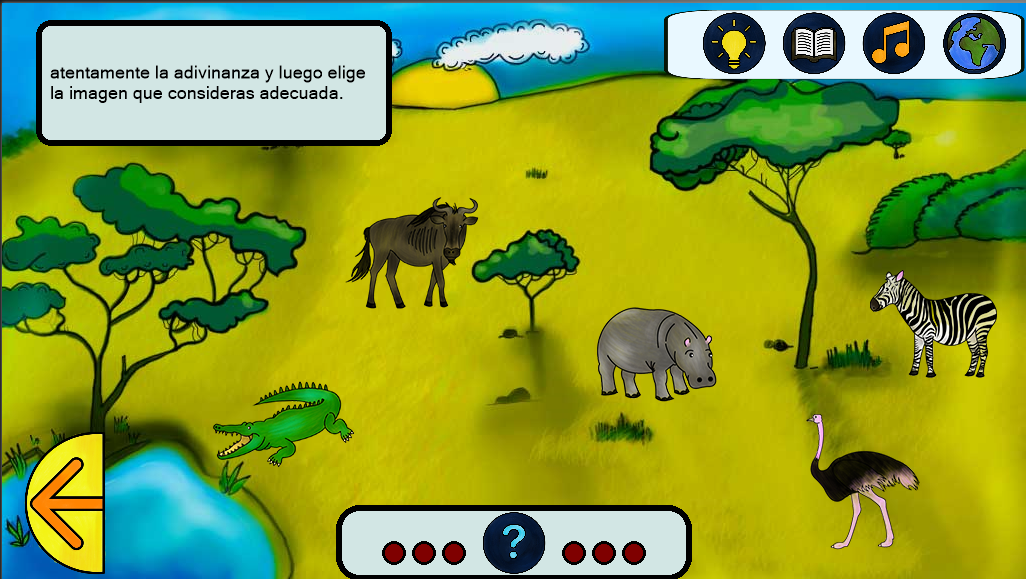 atentamente la adivinanza y luego elige
la imagen que consideras adecuada.
?